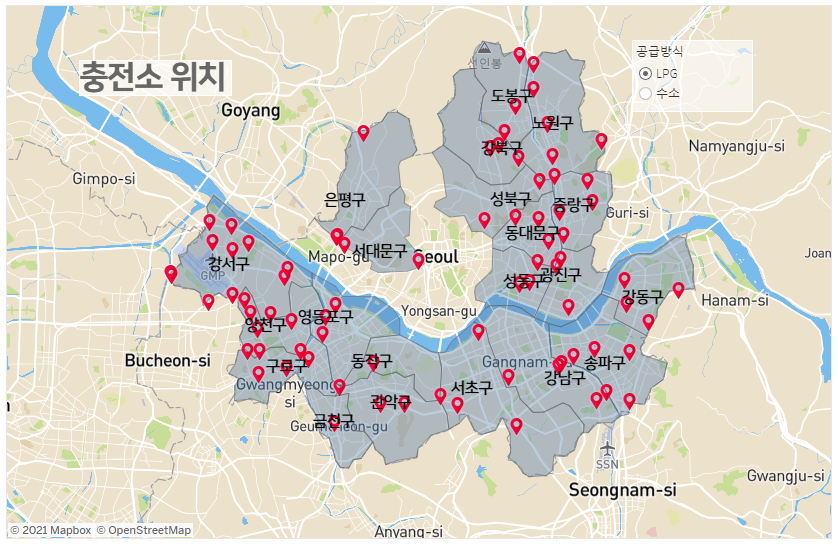 충전소 위치
공급방식
LPG
수소
선인봉
도봉구
Goyang
노원구
강북구
Namyangju-si
Gimpo-si
은평구
성북구
중랑구
Guri-si
동대문구
서대문구
Mapo-gu
Seoul
강서구
GMP
성동구
광진구
Joan
강동구
Hanam-si
Yongsan-gu
양천구
영등포구
Bucheon-si
구로구
동작구
Gangnam-gu
송파구
강남구
Gwangmyeong-
si
서초구
관악구
금천구
Geumcheon-gu
SSN
Gwangju-si
Seongnam-si
Anyang-si
© 2021 Mapbox © OpenStreetMap